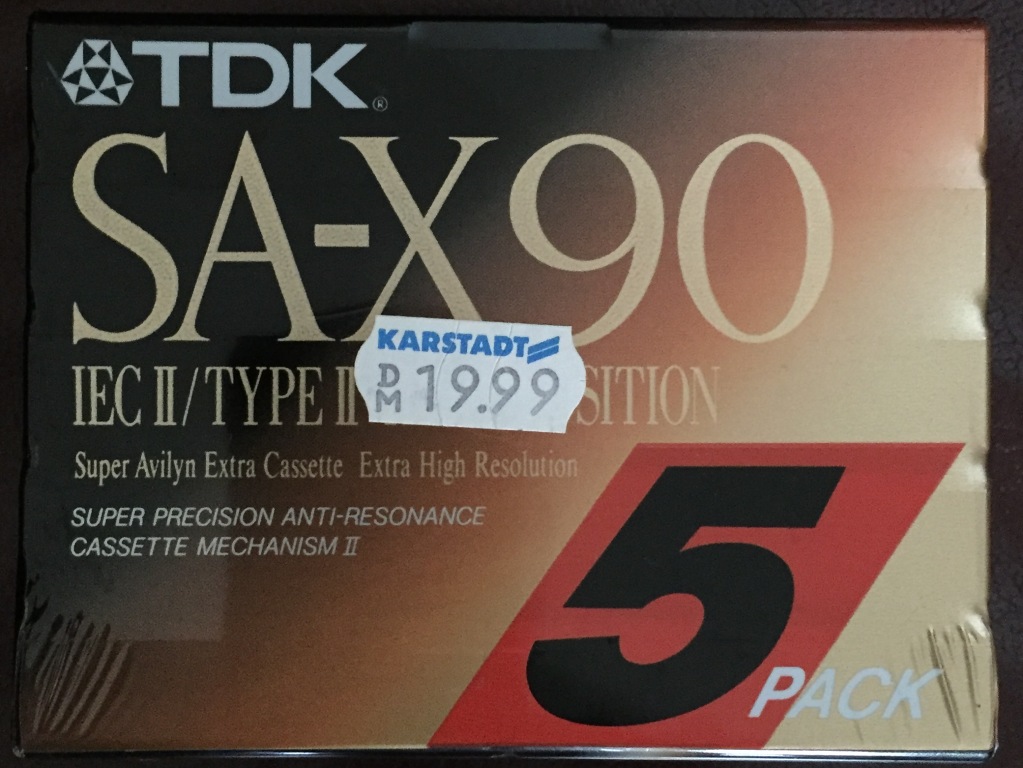 TDK®
SA-X90
KARSTADT
DM 19.99
IEC II/TYPE II SITION
Super Avilyn Extra Cassette Extra High Resolution
SUPER PRECISION ANTI-RESONANCE
CASSETTE MECHANISM II
5
PACK